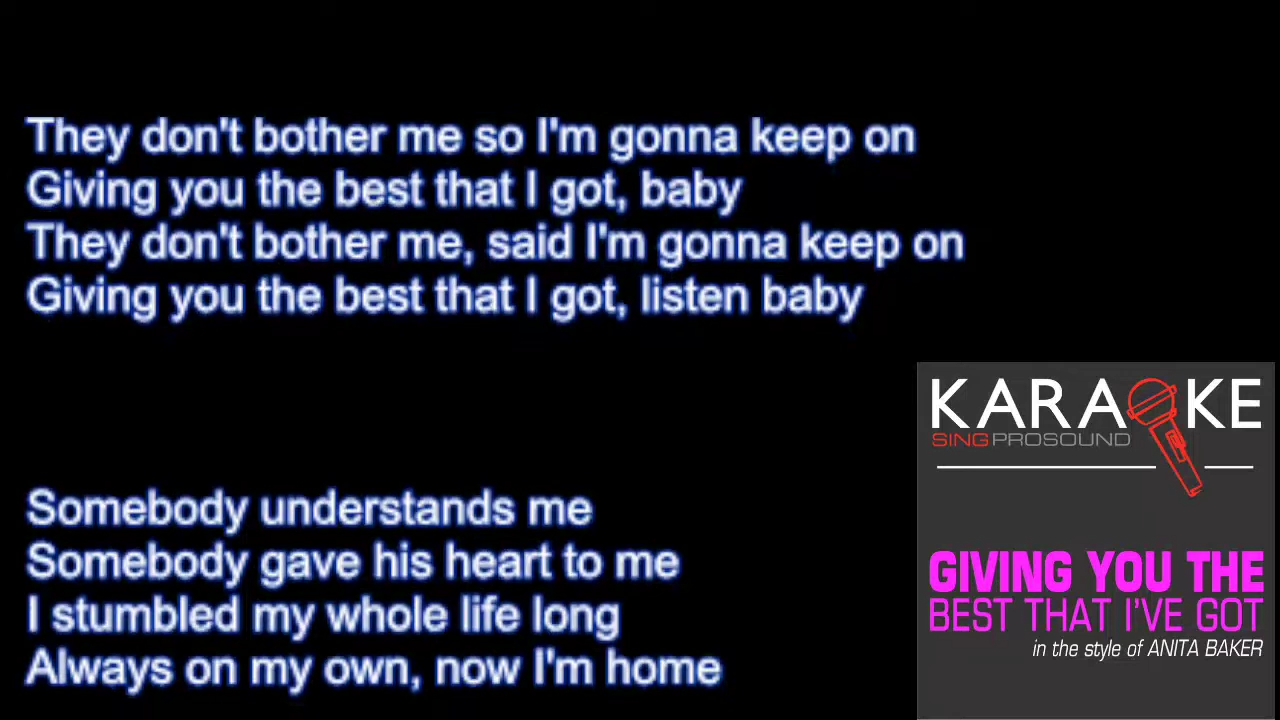 They don't bother me so I'm gonna keep on
Giving you the best that I got, baby
They don't bother me, said I'm gonna keep on
Giving you the best that I got, listen baby
Somebody understands me
Somebody gave his heart to me
I stumbled my whole life long
Always on my own, now I'm home
KARAOKE
SINGPROSOUND
GIVING YOU THE
BEST THAT I'VE GOT
in the style of ANITA BAKER